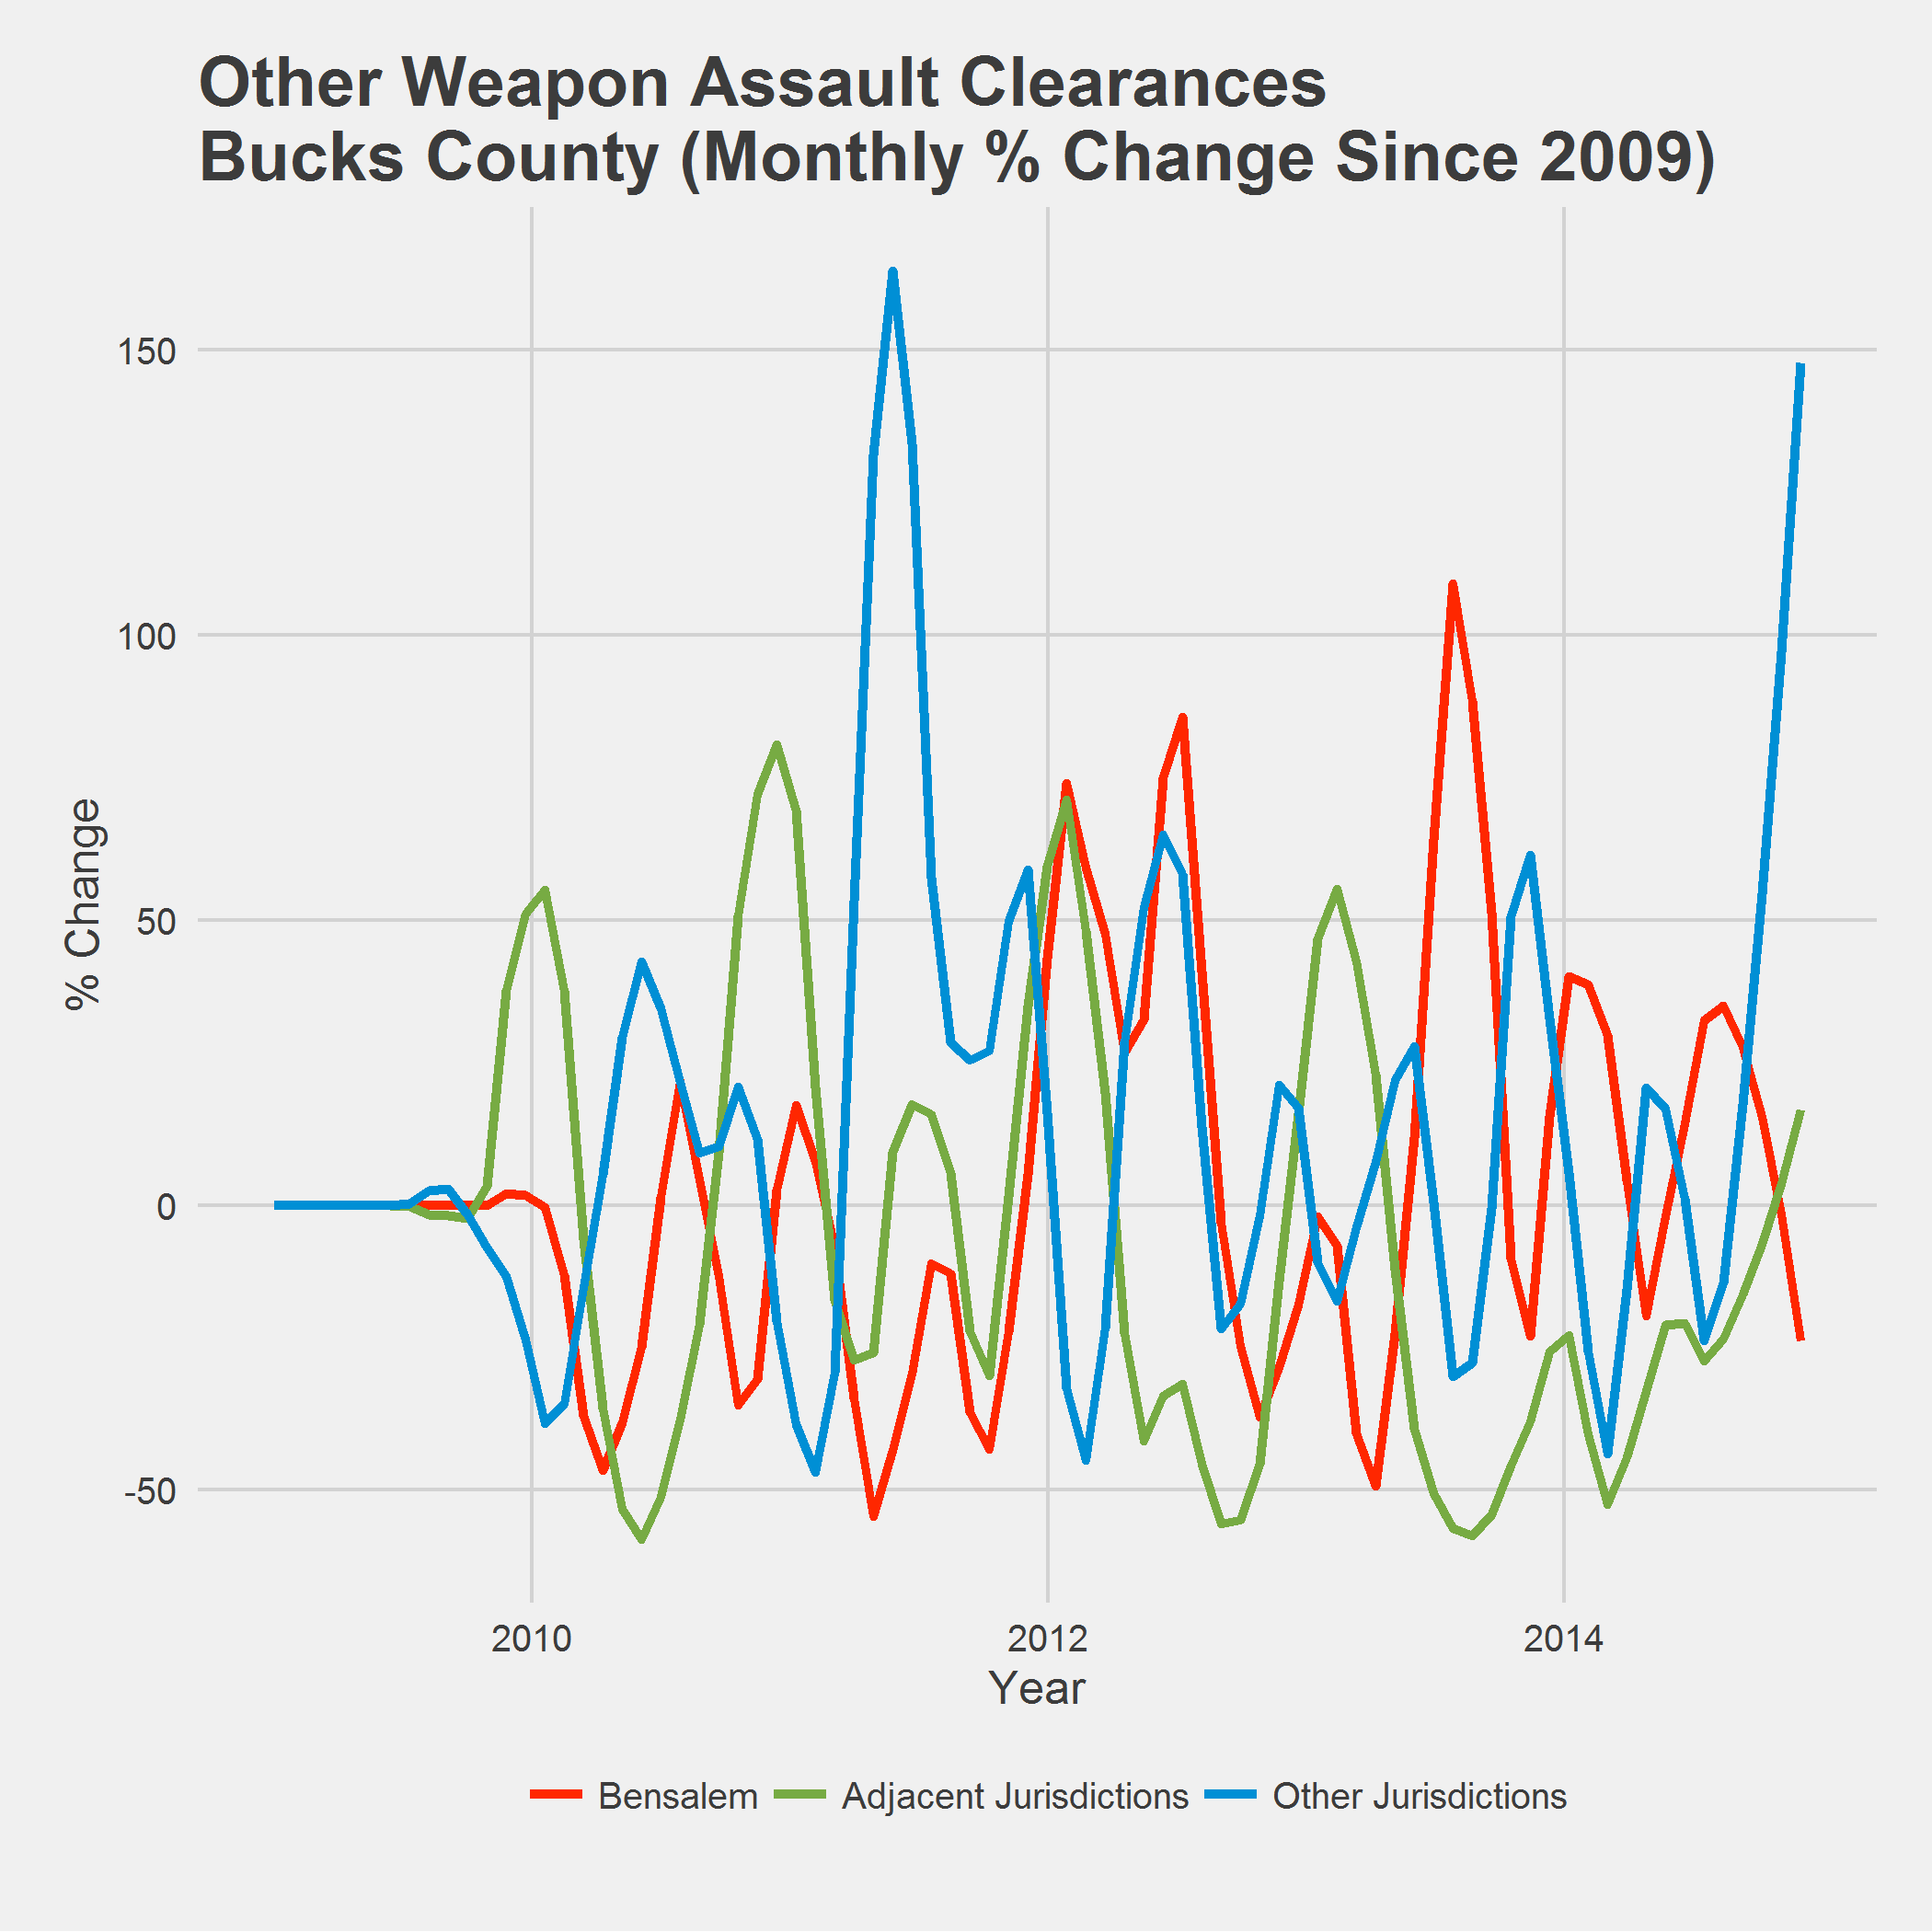 Other Weapon Assault Clearances
Bucks County (Monthly % Change Since 2009)
150
100
50
0
-50
% Change
2010 2012 2014
Year
Bensalem Adjacent Jurisdictions Other Jurisdictions